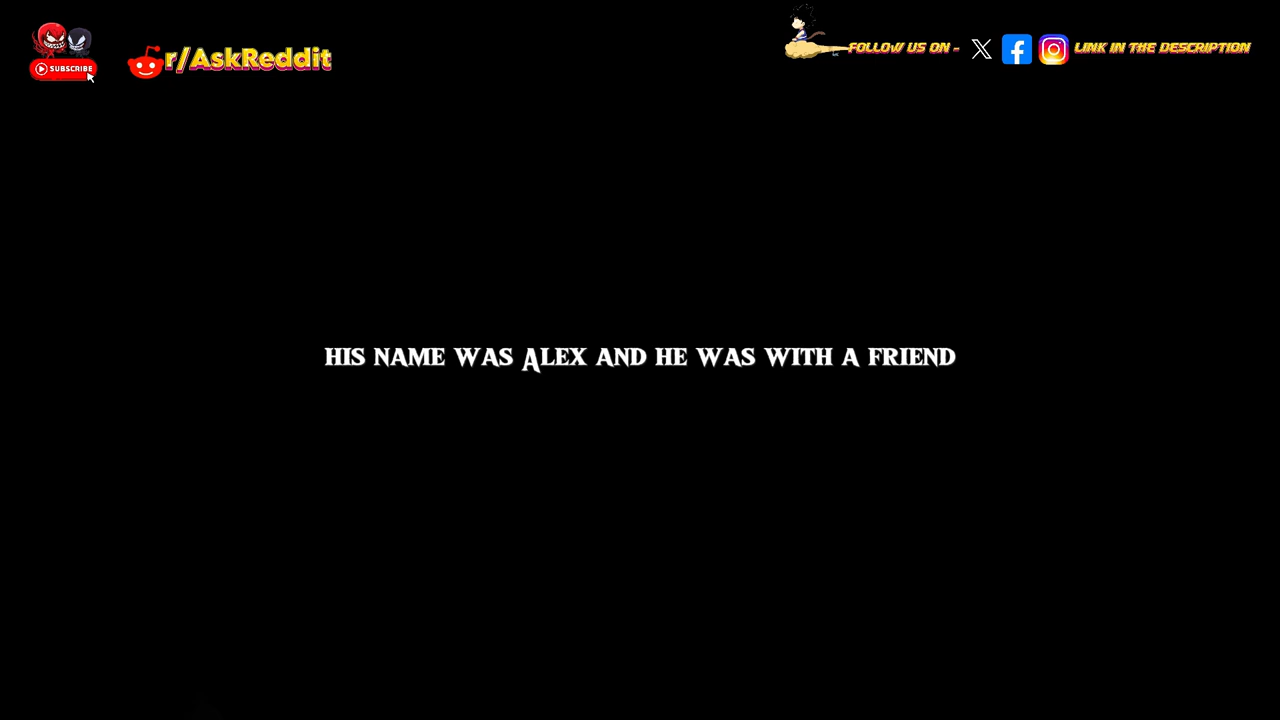 SUBSCRIBE
r/AskReddit
FOLLOW US ON -
LINK IN THE DESCRIPTION
HIS NAME WAS ALEX AND HE WAS WITH A FRIEND